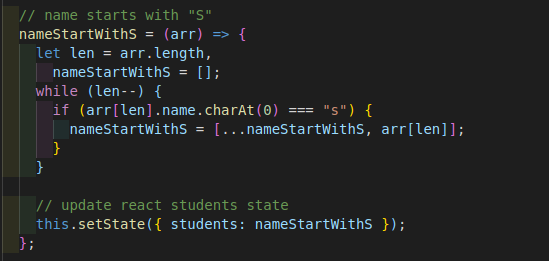 // name starts with "S"
nameStartWithS = (arr) => {
let len = arr.length,
nameStartWithS = [];
while (len--) {
if (arr[len].name.charAt(0) === "s") {
nameStartWithS = [...nameStartWithS, arr[len]];
}
}
// update react students state
this.setState({ students: nameStartWithS });
};